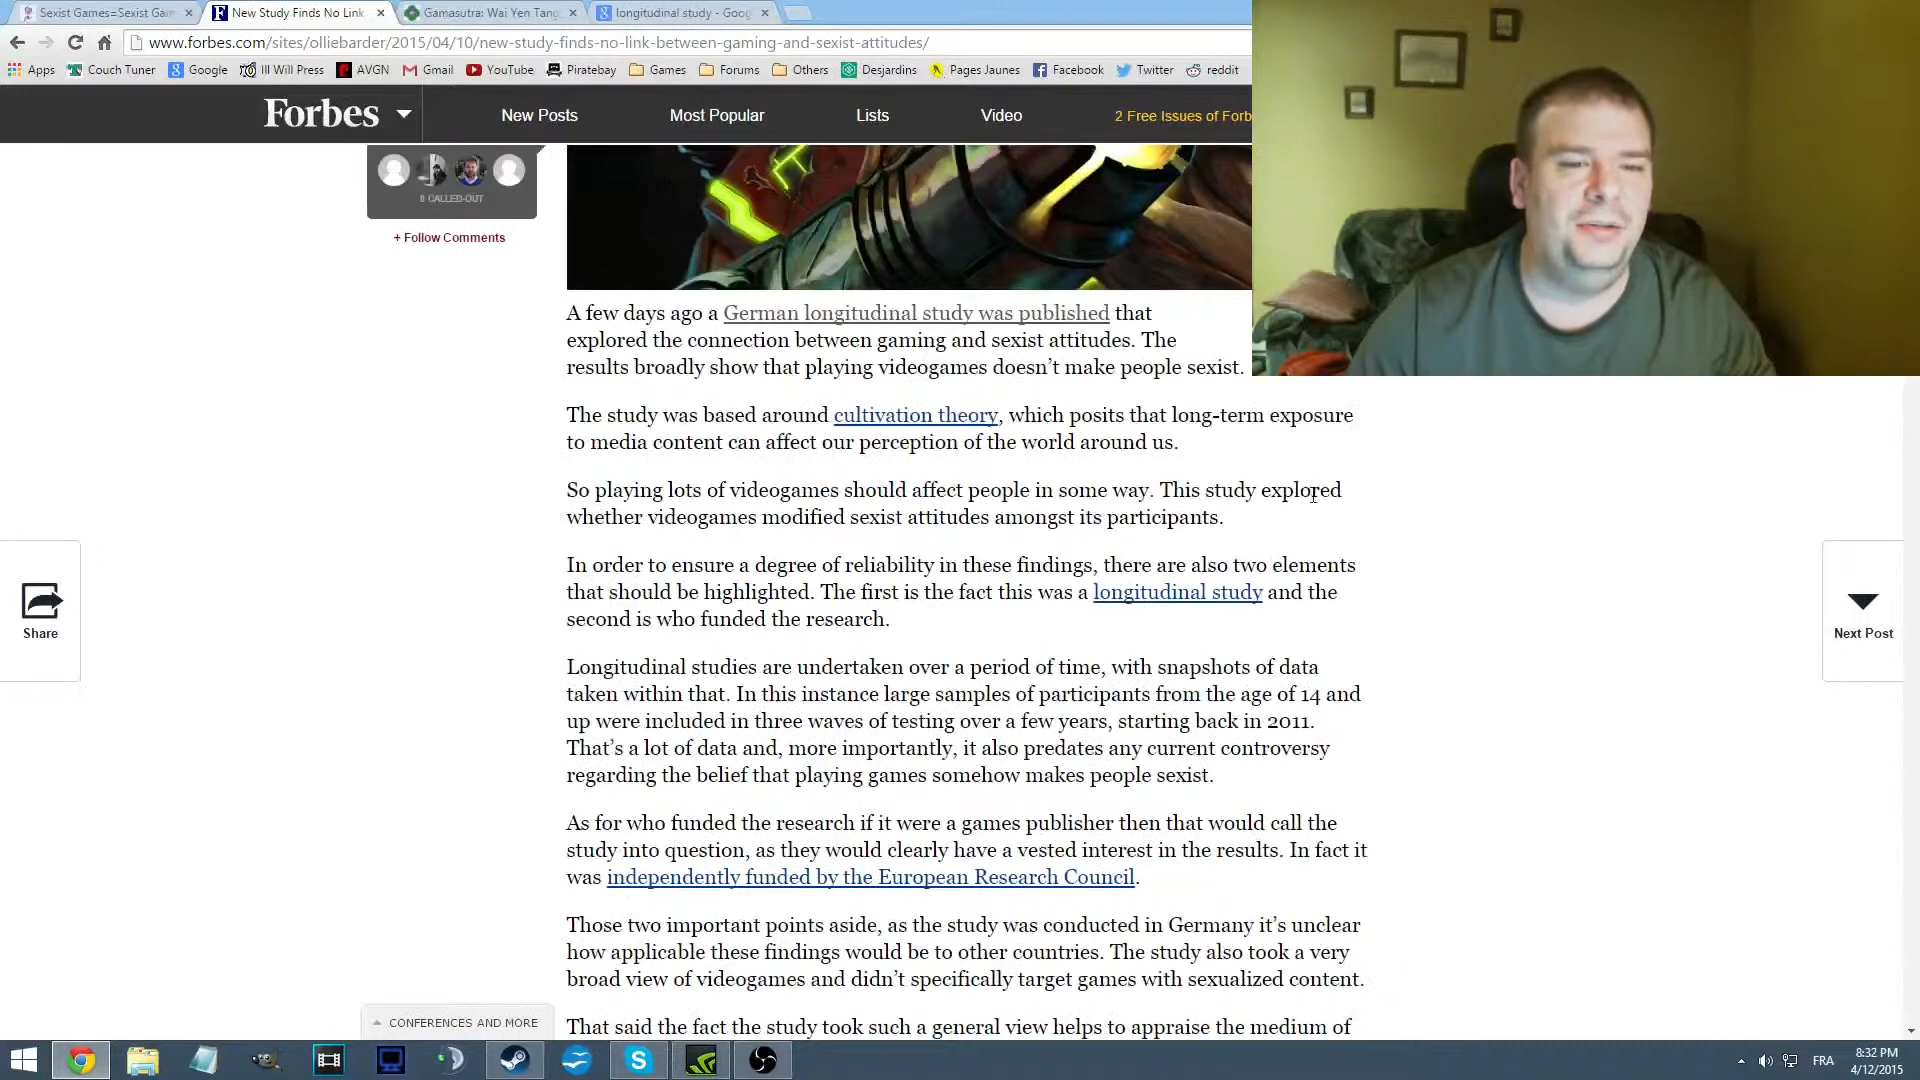 Sexist Games=Sexist Gam
New Study Finds No Link
Gamasutra: Wai Yen Tang
longitudinal study - Goog
www.forbes.com/sites/olliebarder/2015/04/10/new-study-finds-no-link-between-gaming-and-sexist-attitudes/
Apps Couch Tuner Google Ill Will Press AVGN Gmail YouTube Piratebay Games Forums Others Desjardins Pages Jaunes Facebook Twitter reddit
Forbes New Posts Most Popular Lists Video 2 Free Issues of Forb
8 CALLED-OUT
+ Follow Comments
A few days ago a German longitudinal study was published that
explored the connection between gaming and sexist attitudes. The
results broadly show that playing videogames doesn’t make people sexist.
The study was based around cultivation theory, which posits that long-term exposure
to media content can affect our perception of the world around us.
So playing lots of videogames should affect people in some way. This study explored
whether videogames modified sexist attitudes amongst its participants.
In order to ensure a degree of reliability in these findings, there are also two elements
that should be highlighted. The first is the fact this was a longitudinal study and the
second is who funded the research.
Share
Next Post
Longitudinal studies are undertaken over a period of time, with snapshots of data
taken within that. In this instance large samples of participants from the age of 14 and
up were included in three waves of testing over a few years, starting back in 2011.
That’s a lot of data and, more importantly, it also predates any current controversy
regarding the belief that playing games somehow makes people sexist.
As for who funded the research if it were a games publisher then that would call the
study into question, as they would clearly have a vested interest in the results. In fact it
was independently funded by the European Research Council.
Those two important points aside, as the study was conducted in Germany it’s unclear
how applicable these findings would be to other countries. The study also took a very
broad view of videogames and didn’t specifically target games with sexualized content.
CONFERENCES AND MORE
That said the fact the study took such a general view helps to appraise the medium of
FRA
8:32 PM
4/12/2015